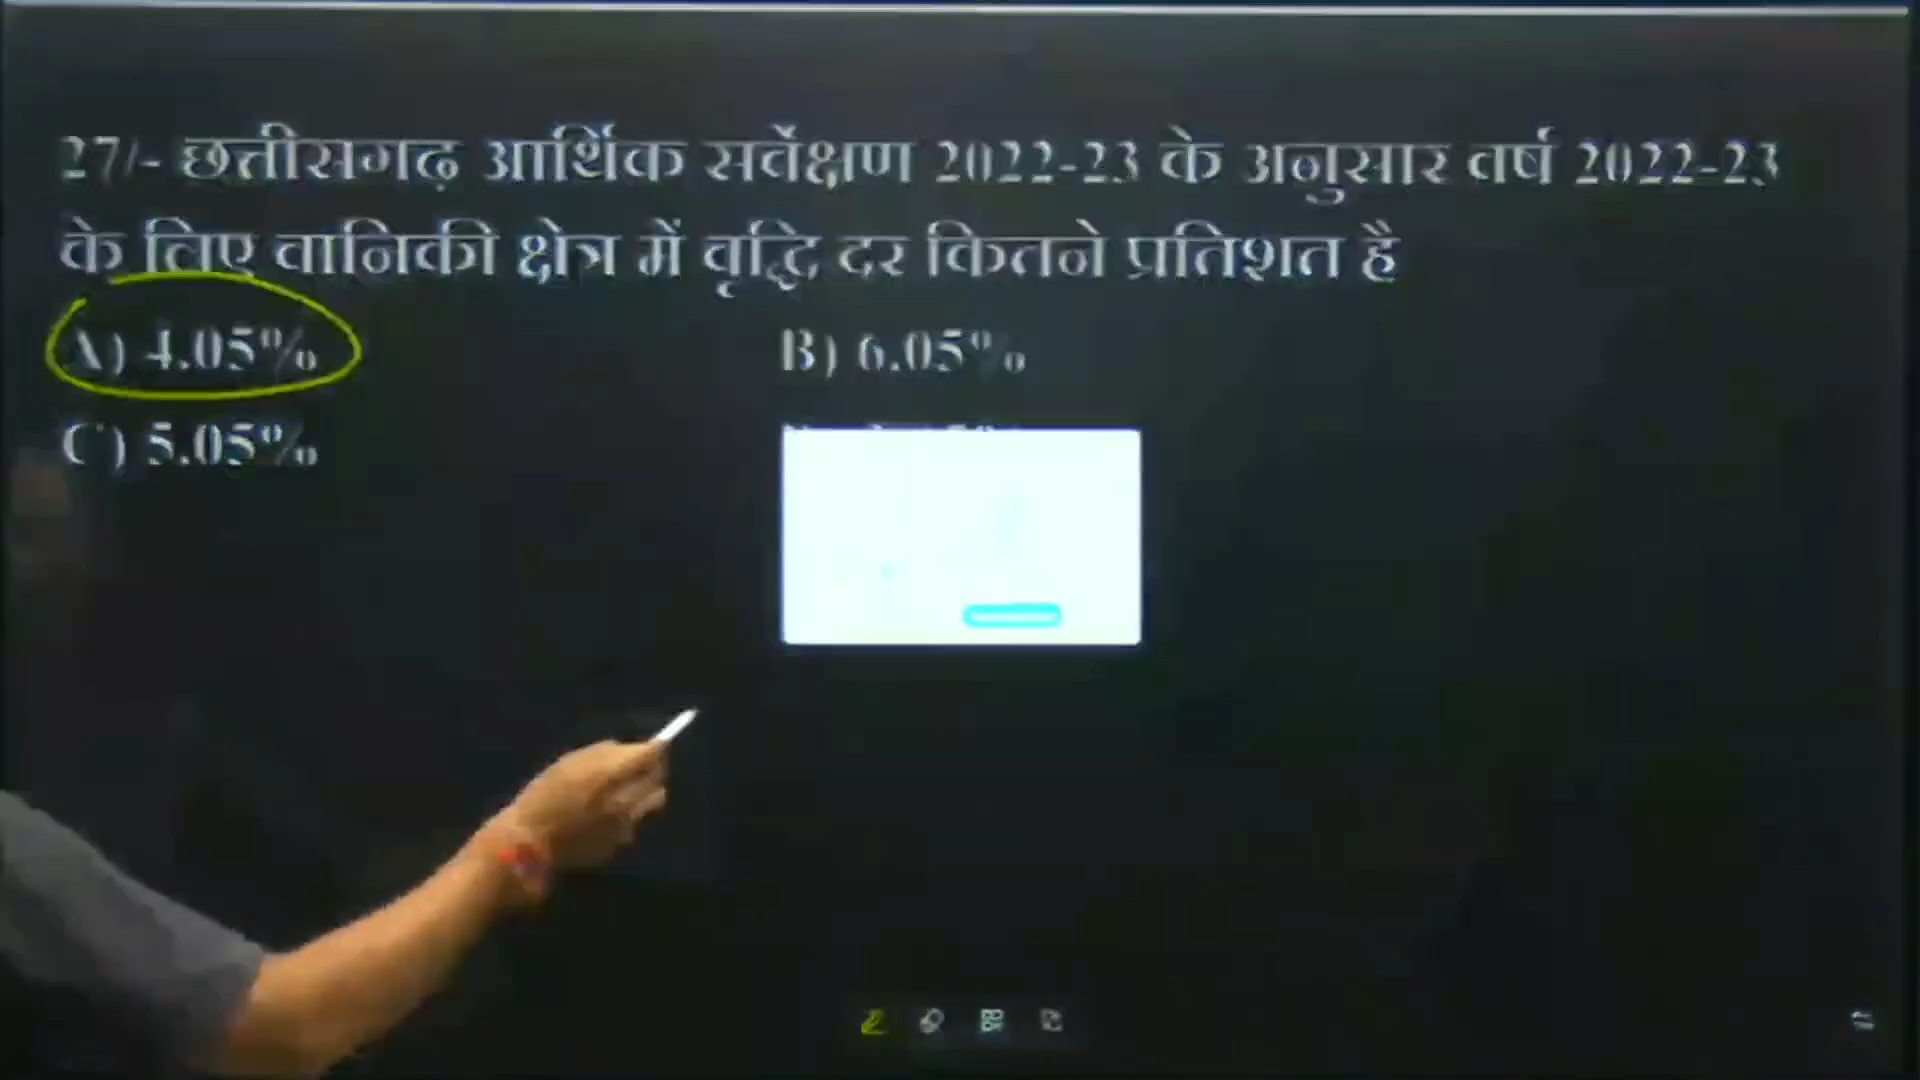 27/- छत्तीसगढ़ आर्थिक सर्वेक्षण 2022-23 के अनुसार वर्ष 2022-23
के लिए वानिकी क्षेत्र में वृद्धि दर कितने प्रतिशत है
A) 4.05%
B) 6.05%
C) 5.05%